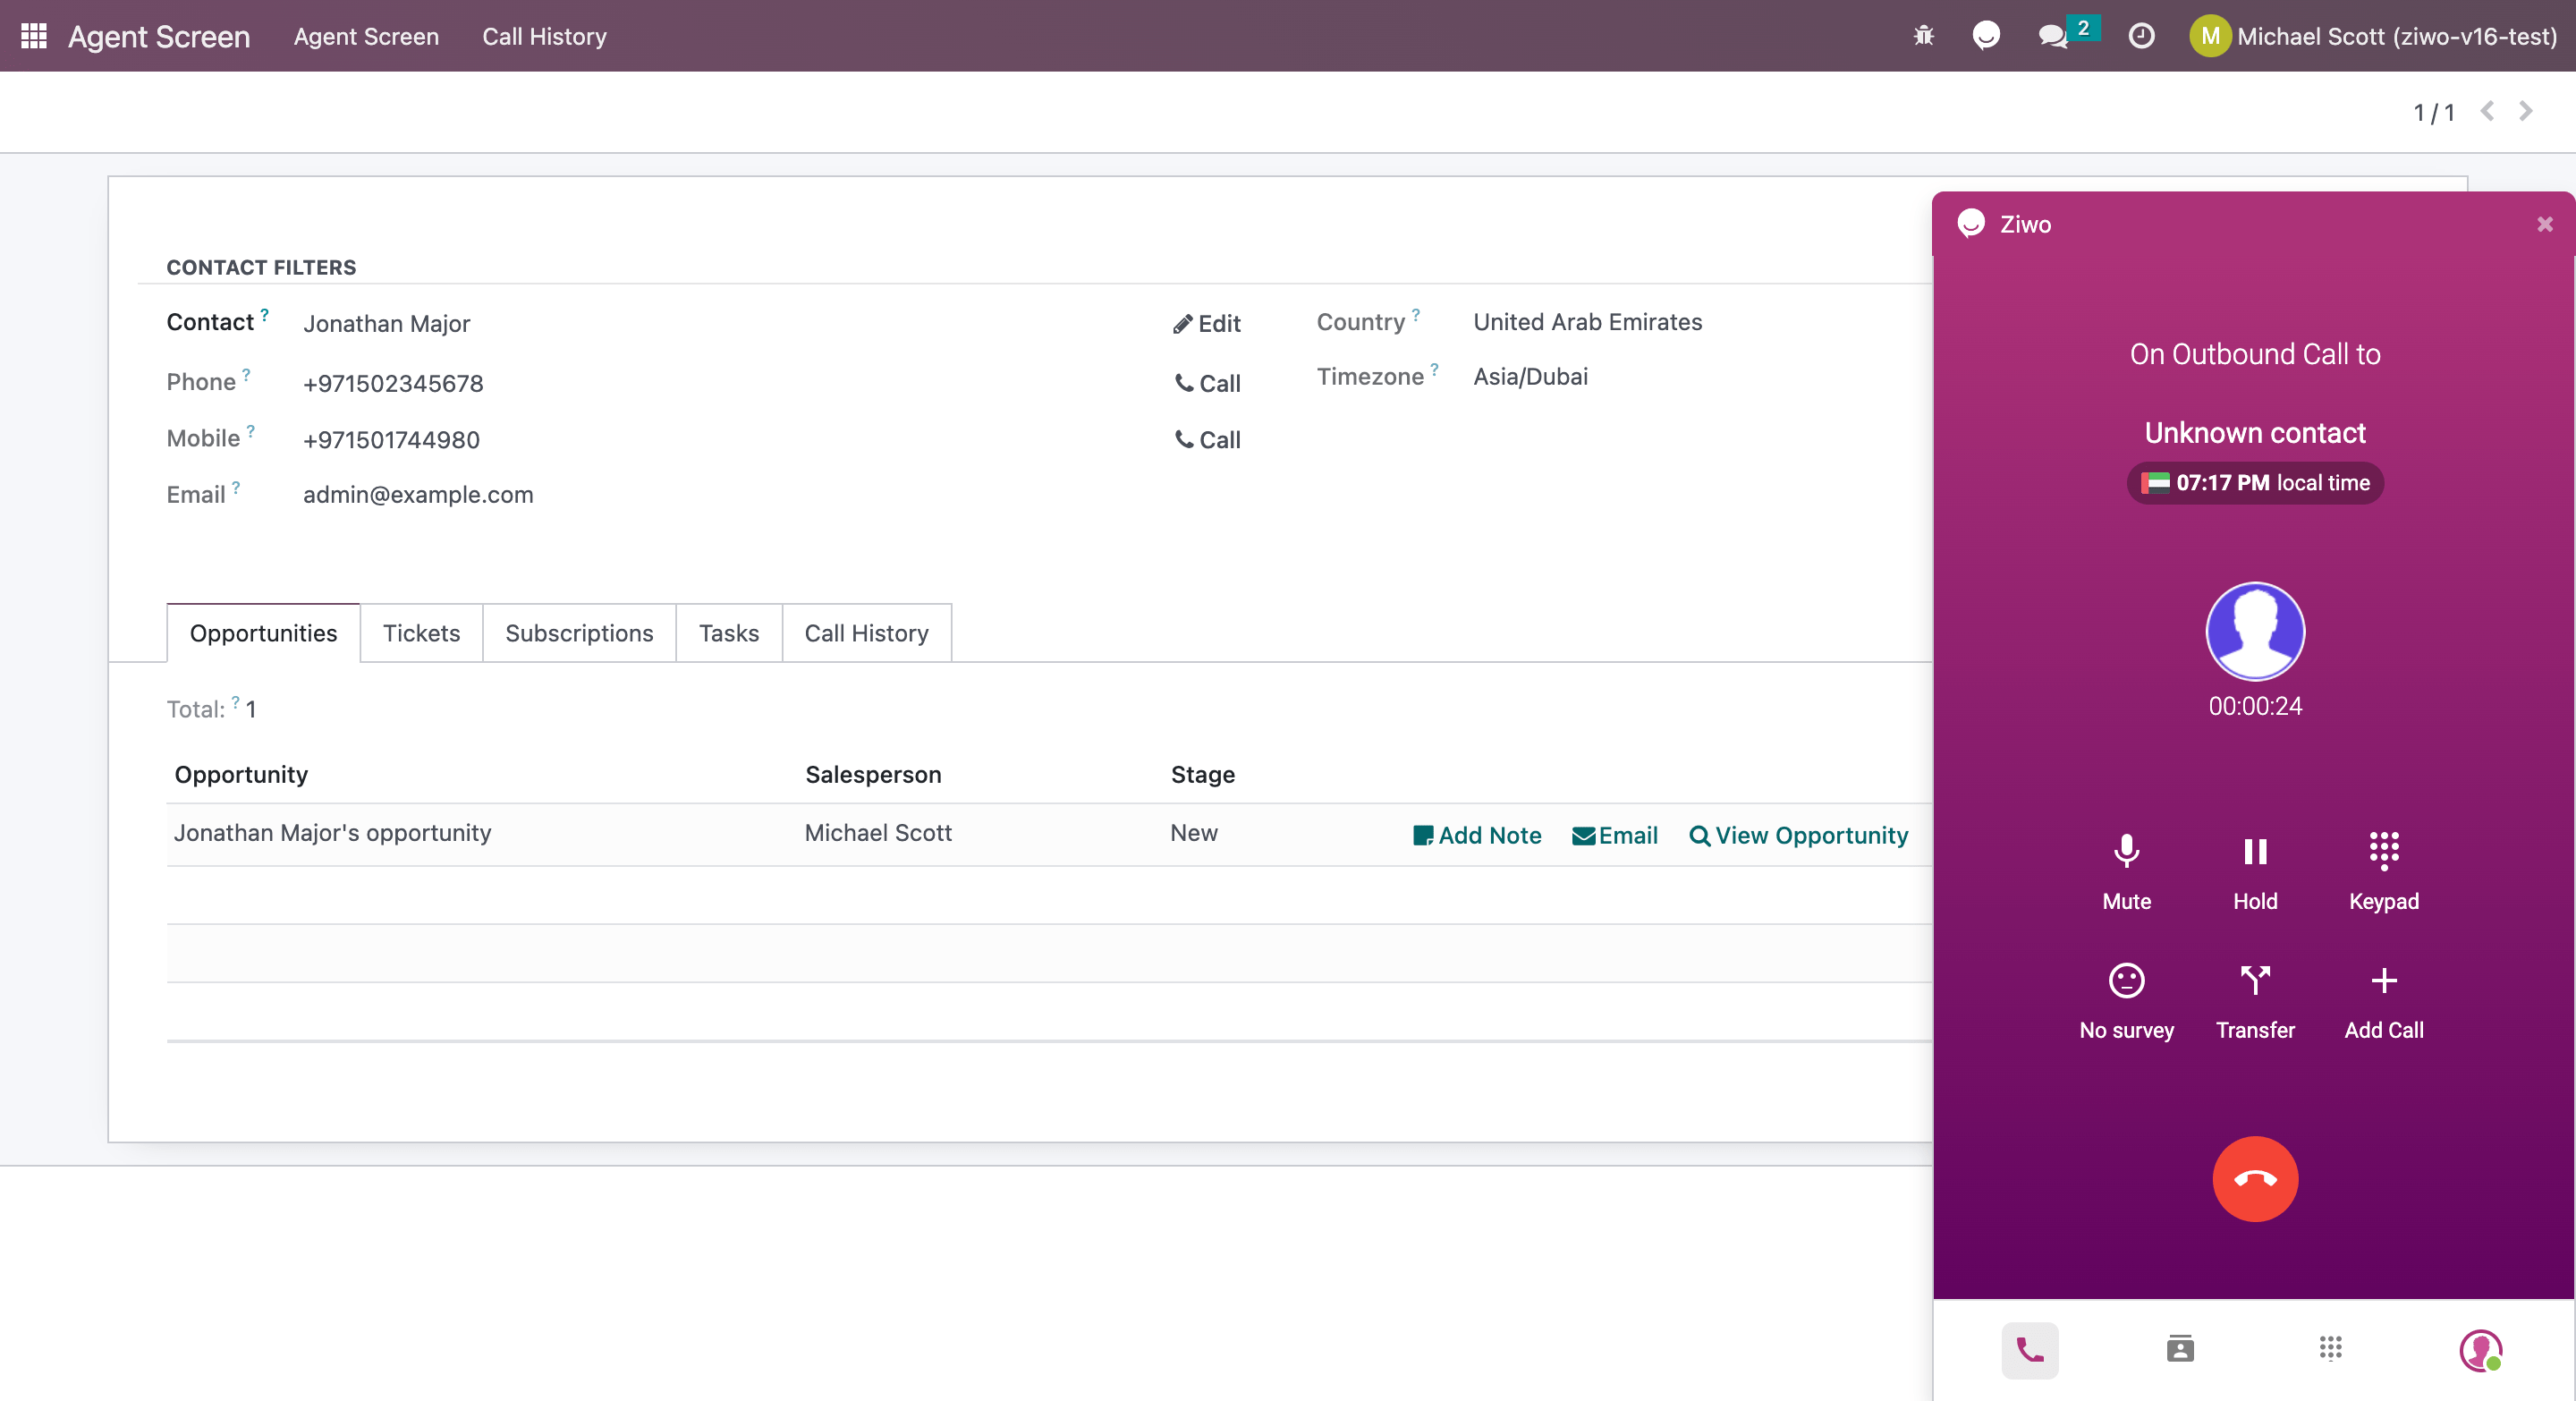 Agent Screen Agent Screen Call History 2 M Michael Scott (ziwo-v16-test)
1 / 1
Ziwo
CONTACT FILTERS
Contact ? Jonathan Major Edit Country ? United Arab Emirates
Phone ? +971502345678 Call Timezone ? Asia/Dubai
Mobile ? +971501744980 Call
Email ? admin@example.com
Opportunities Tickets Subscriptions Tasks Call History
Total: ? 1
Opportunity Salesperson Stage
Jonathan Major's opportunity Michael Scott New Add Note Email View Opportunity
On Outbound Call to
Unknown contact
07:17 PM local time
00:00:24
Mute Hold Keypad
No survey Transfer Add Call